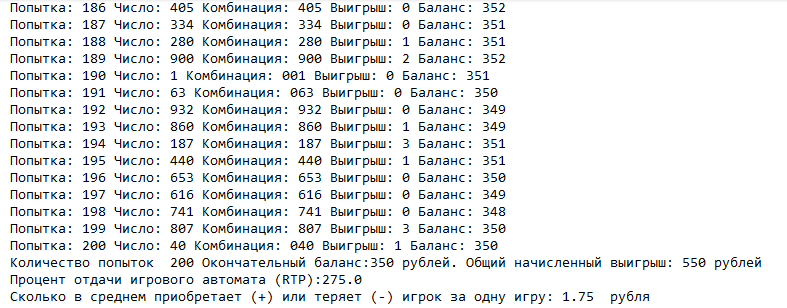 Попытка: 186 Число: 405 Комбинация: 405 Выигрыш: 0 Баланс: 352
Попытка: 187 Число: 334 Комбинация: 334 Выигрыш: 0 Баланс: 351
Попытка: 188 Число: 280 Комбинация: 280 Выигрыш: 1 Баланс: 351
Попытка: 189 Число: 900 Комбинация: 900 Выигрыш: 2 Баланс: 352
Попытка: 190 Число: 1 Комбинация: 001 Выигрыш: 0 Баланс: 351
Попытка: 191 Число: 63 Комбинация: 063 Выигрыш: 0 Баланс: 350
Попытка: 192 Число: 932 Комбинация: 932 Выигрыш: 0 Баланс: 349
Попытка: 193 Число: 860 Комбинация: 860 Выигрыш: 1 Баланс: 349
Попытка: 194 Число: 187 Комбинация: 187 Выигрыш: 3 Баланс: 351
Попытка: 195 Число: 440 Комбинация: 440 Выигрыш: 1 Баланс: 351
Попытка: 196 Число: 653 Комбинация: 653 Выигрыш: 0 Баланс: 350
Попытка: 197 Число: 616 Комбинация: 616 Выигрыш: 0 Баланс: 349
Попытка: 198 Число: 741 Комбинация: 741 Выигрыш: 0 Баланс: 348
Попытка: 199 Число: 807 Комбинация: 807 Выигрыш: 3 Баланс: 350
Попытка: 200 Число: 40 Комбинация: 040 Выигрыш: 1 Баланс: 350
Количество попыток  200 Окончательный баланс:350 рублей. Общий начисленный выигрыш: 550 рублей
Процент отдачи игрового автомата (RTP):275.0
Сколько в среднем приобретает (+) или теряет (-) игрок за одну игру: 1.75  рубля